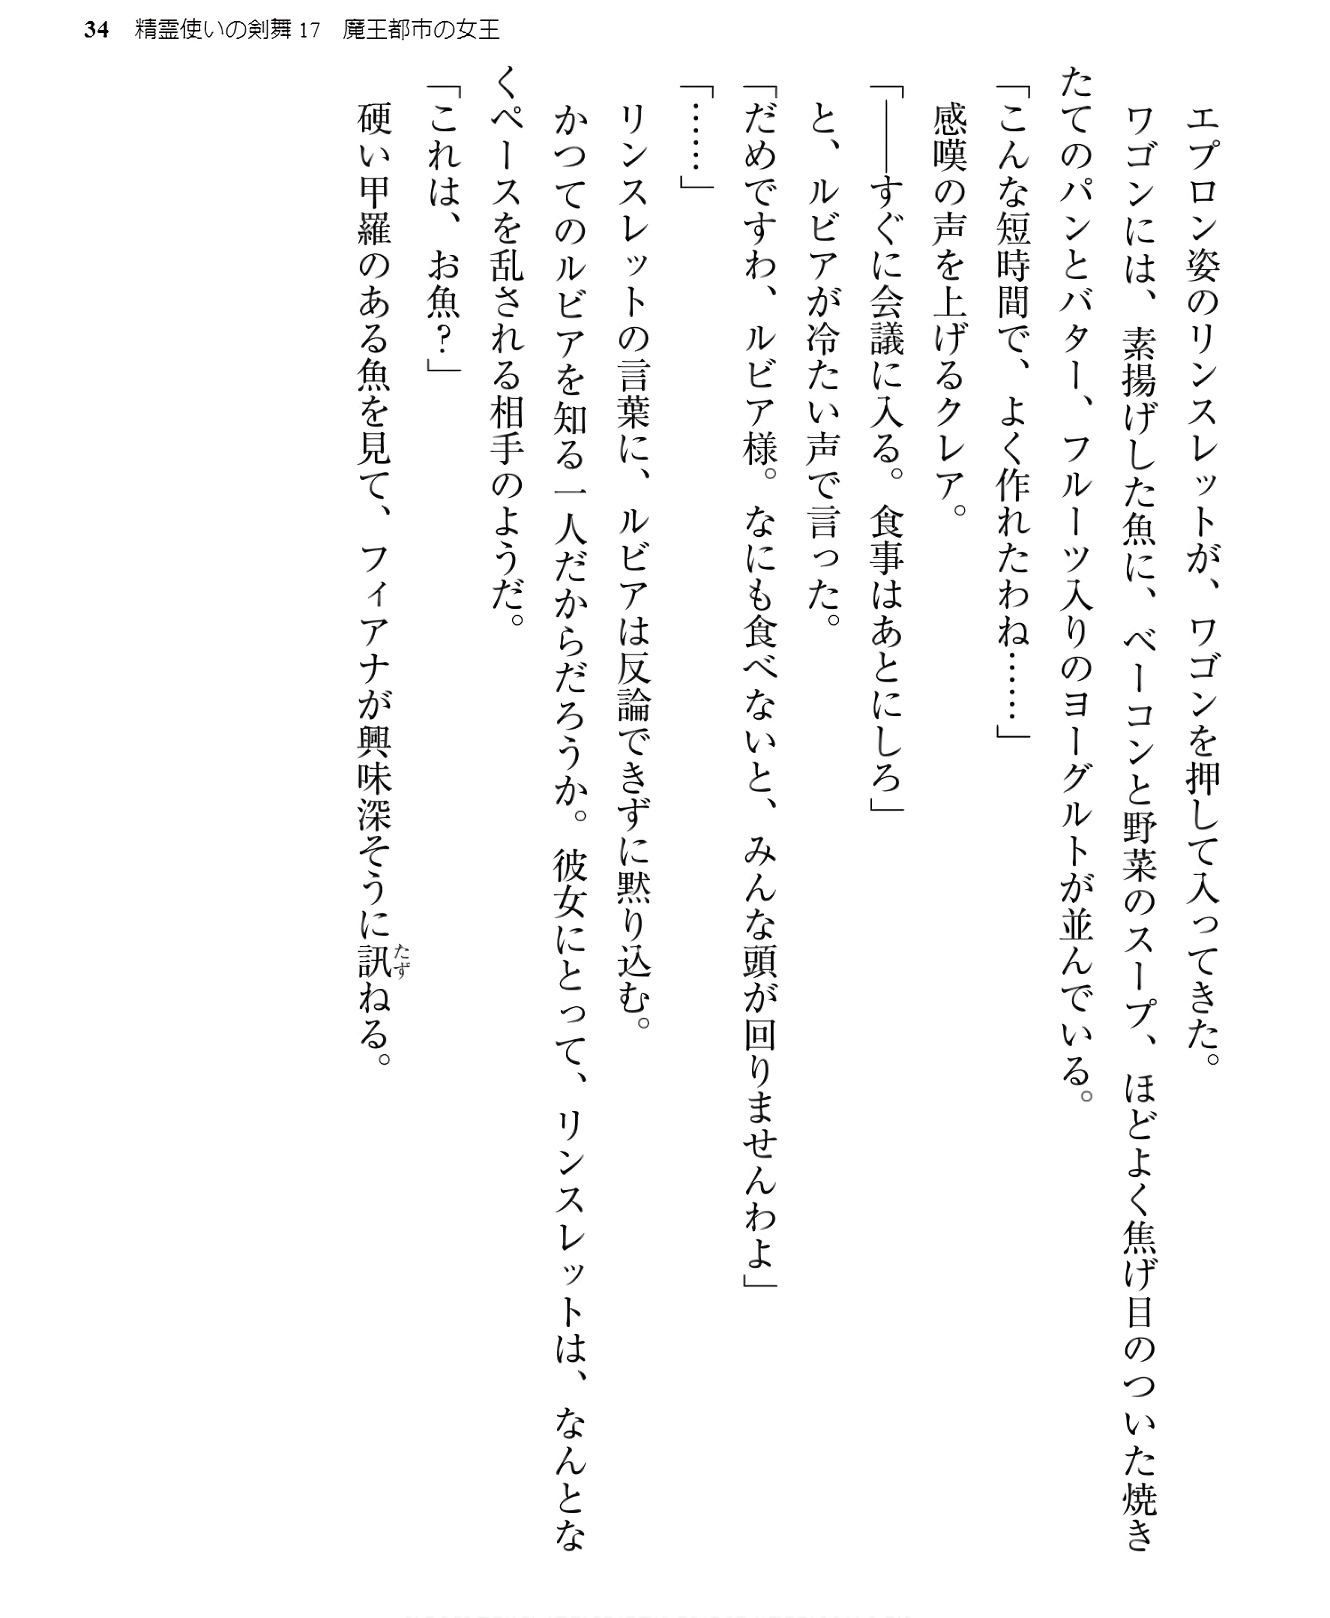 34 精霊使いの剣舞17 魔王都市の女王
エプロン姿のリンスレットが、ワゴンを押して入ってきた。
ワゴンには、素揚げした魚に、ベーコンと野菜のスープ、ほどよく焦げ目のついた焼き
たてのパンとバター、フルーツ入りのヨーグルトが並んでいる。
「こんな短時間で、よく作れたわね……」
感嘆の声を上げるクレア。
「――すぐに会議に入る。食事はあとにしろ」
と、ルビアが冷たい声で言った。
「だめですわ、ルビア様。なにも食べないと、みんな頭が回りませんわよ」
「……」
リンスレットの言葉に、ルビアは反論できずに黙り込む。
かつてのルビアを知る一人だからだろうか。彼女にとって、リンスレットは、なんとな
くペースを乱される相手のようだ。
「これは、お魚?」
硬い甲羅のある魚を見て、フィアナが興味深そうに訊たずねる。